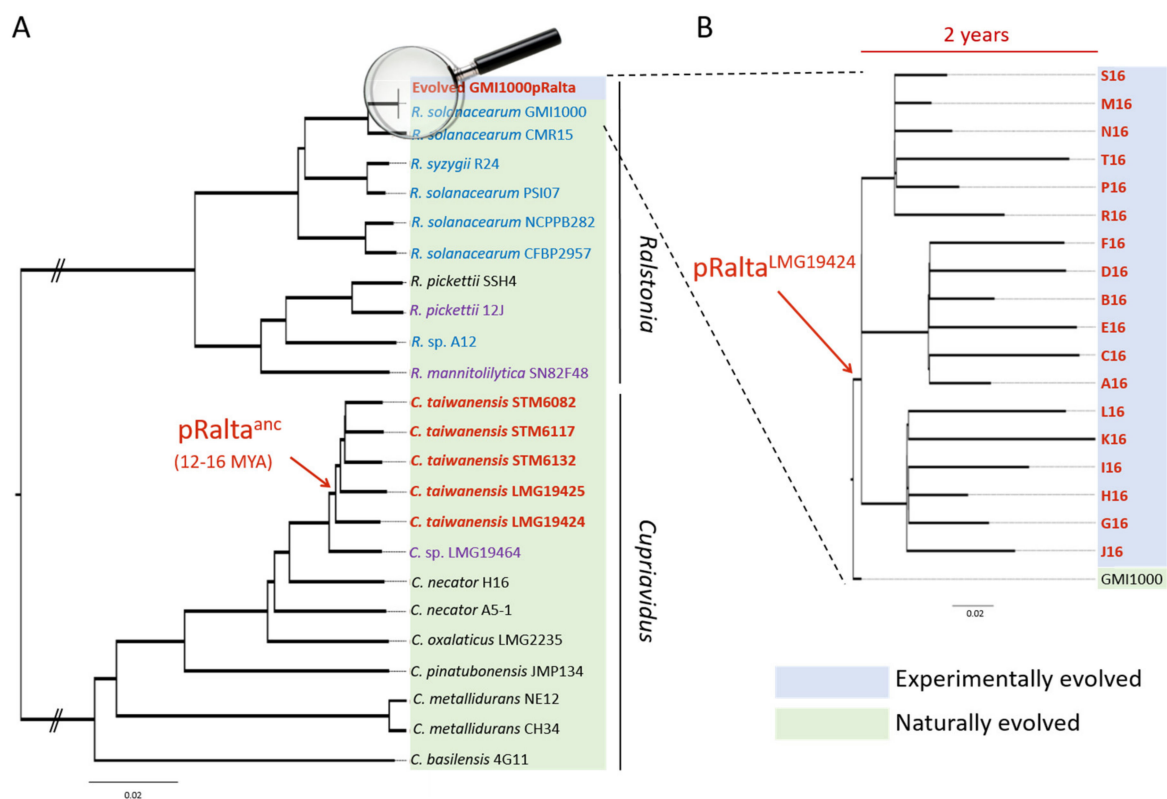 A
Evolved GMI1000pRalta
R. solanacearum GMI1000
R. solanacearum CMR15
R. syzygii R24
R. solanacearum PSI07
R. solanacearum NCPPB282
R. solanacearum CFBP2957
R. pickettii SSH4
R. pickettii 12J
R. sp. A12
R. mannitolilytica SN82F48
Ralstonia
C. taiwanensis STM6082
C. taiwanensis STM6117
C. taiwanensis STM6132
C. taiwanensis LMG19425
C. taiwanensis LMG19424
C. sp. LMG19464
C. necator H16
C. necator A5-1
C. oxalaticus LMG2235
C. pinatubonensis JMP134
C. metallidurans NE12
C. metallidurans CH34
C. basilensis 4G11
Cupriavidus
pRalta^anc
(12-16 MYA)
0.02
B
2 years
S16
M16
N16
T16
P16
R16
F16
D16
B16
E16
C16
A16
L16
K16
I16
H16
G16
J16
GMI1000
pRalta^LMG19424
0.02
Experimentally evolved
Naturally evolved